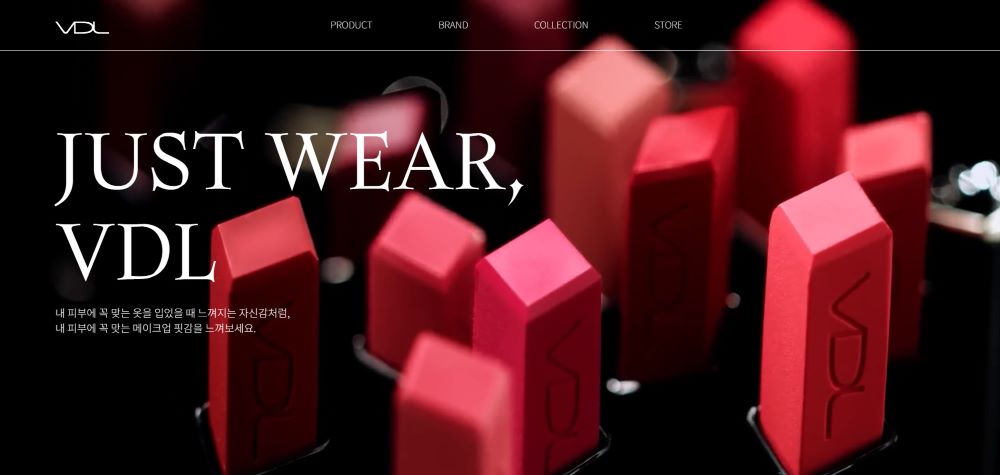 VDL
PRODUCT
BRAND
COLLECTION
STORE
JUST WEAR,
VDL
내 피부에 꼭 맞는 옷을 입었을 때 느껴지는 자신감처럼,
내 피부에 꼭 맞는 메이크업 핏감을 느껴보세요.
VDL
VDL
VDL
VDL